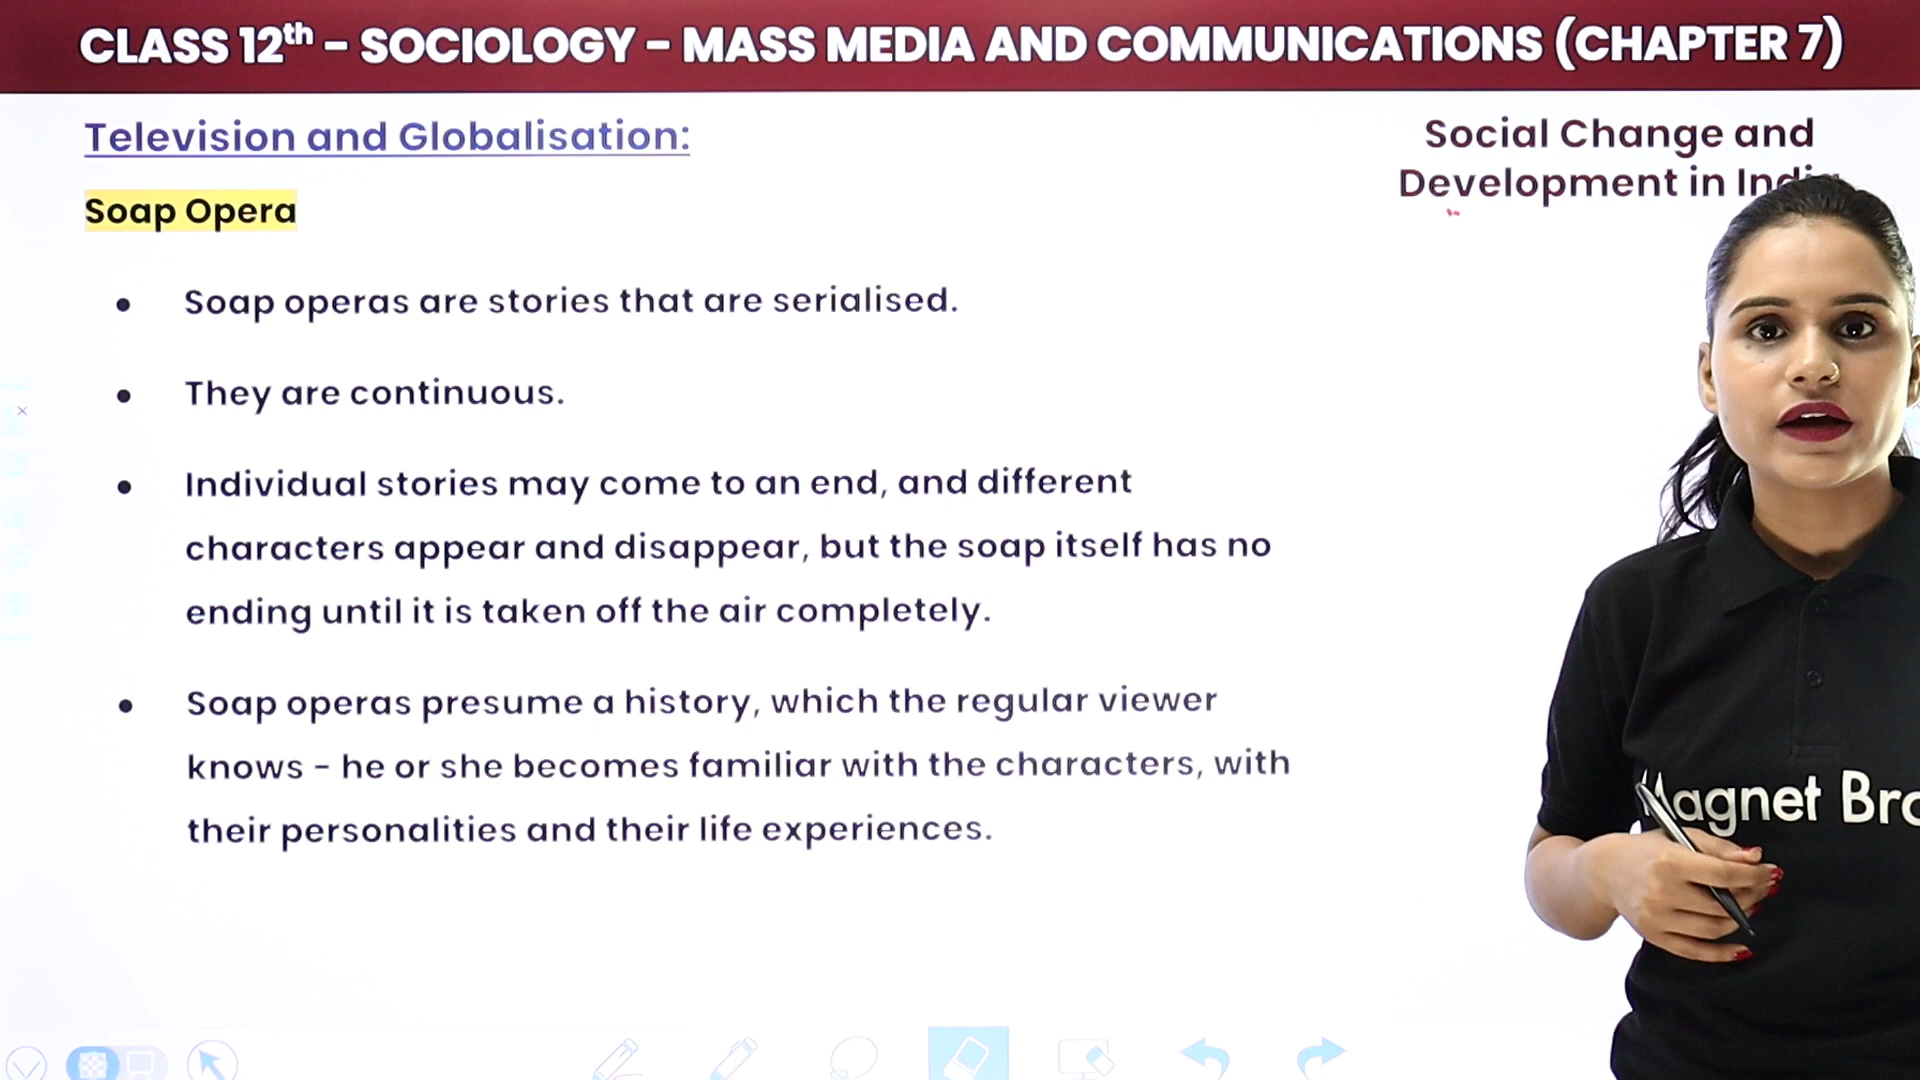 CLASS 12th - SOCIOLOGY - MASS MEDIA AND COMMUNICATIONS (CHAPTER 7)
Television and Globalisation:
Social Change and
Development in India
Soap Opera
• Soap operas are stories that are serialised.
• They are continuous.
• Individual stories may come to an end, and different
characters appear and disappear, but the soap itself has no
ending until it is taken off the air completely.
• Soap operas presume a history, which the regular viewer
knows - he or she becomes familiar with the characters, with
their personalities and their life experiences.
Magnet Bro